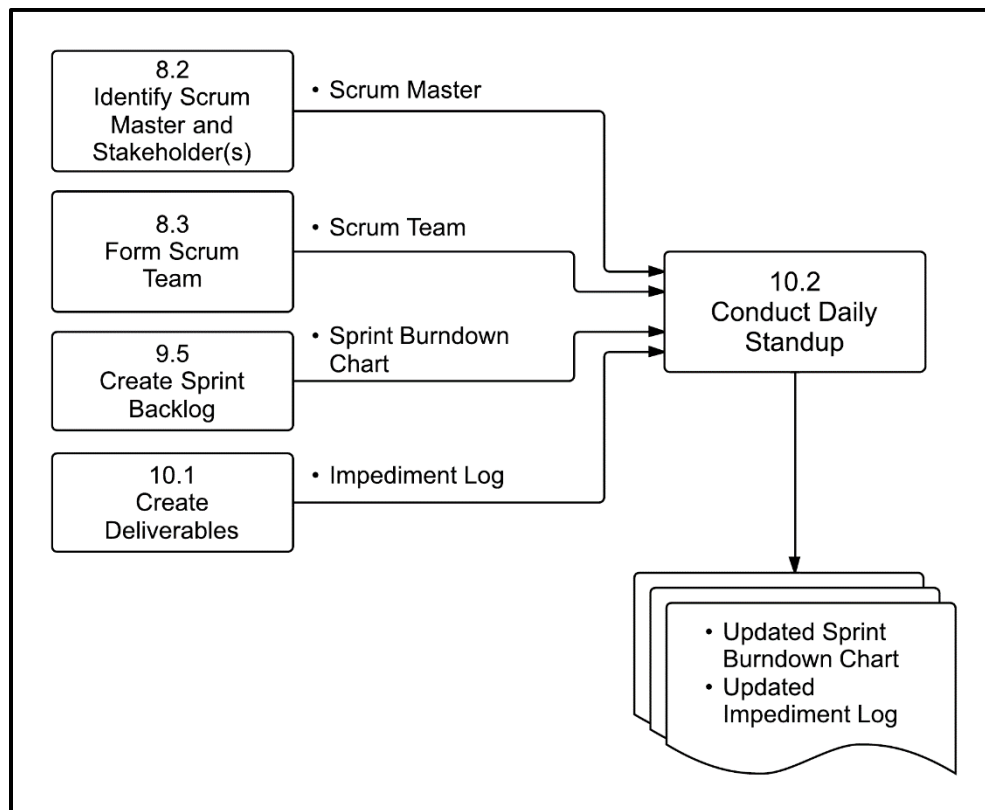 8.2
Identify Scrum
Master and
Stakeholder(s)
• Scrum Master
8.3
Form Scrum
Team
• Scrum Team
9.5
Create Sprint
Backlog
• Sprint Burndown
Chart
10.1
Create
Deliverables
• Impediment Log
10.2
Conduct Daily
Standup
• Updated Sprint
Burndown Chart
• Updated
Impediment Log